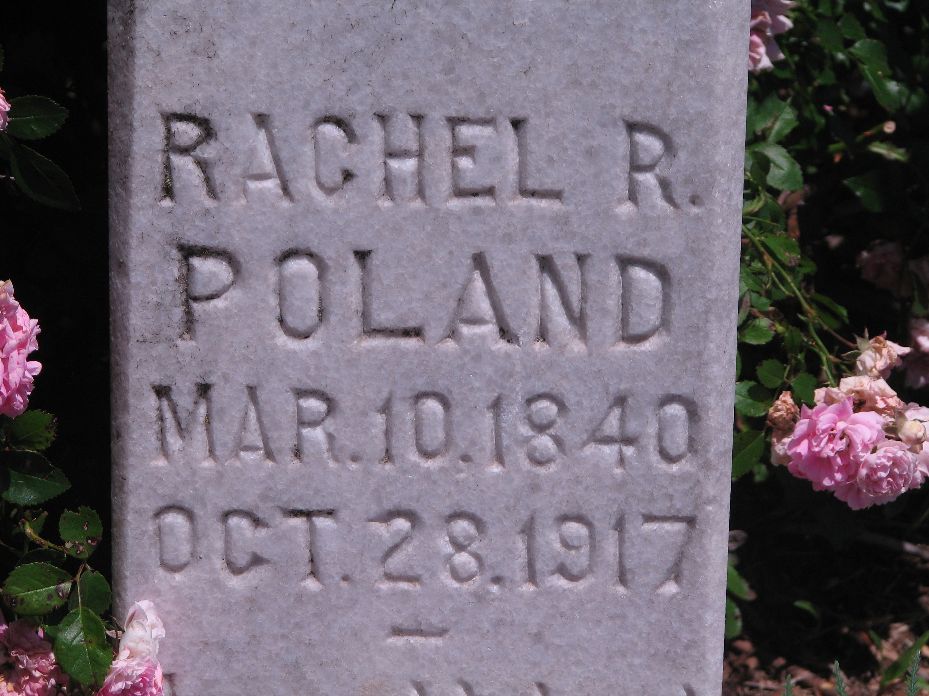 RACHEL R.
POLAND
MAR. 10. 1840
OCT. 28. 1917
—